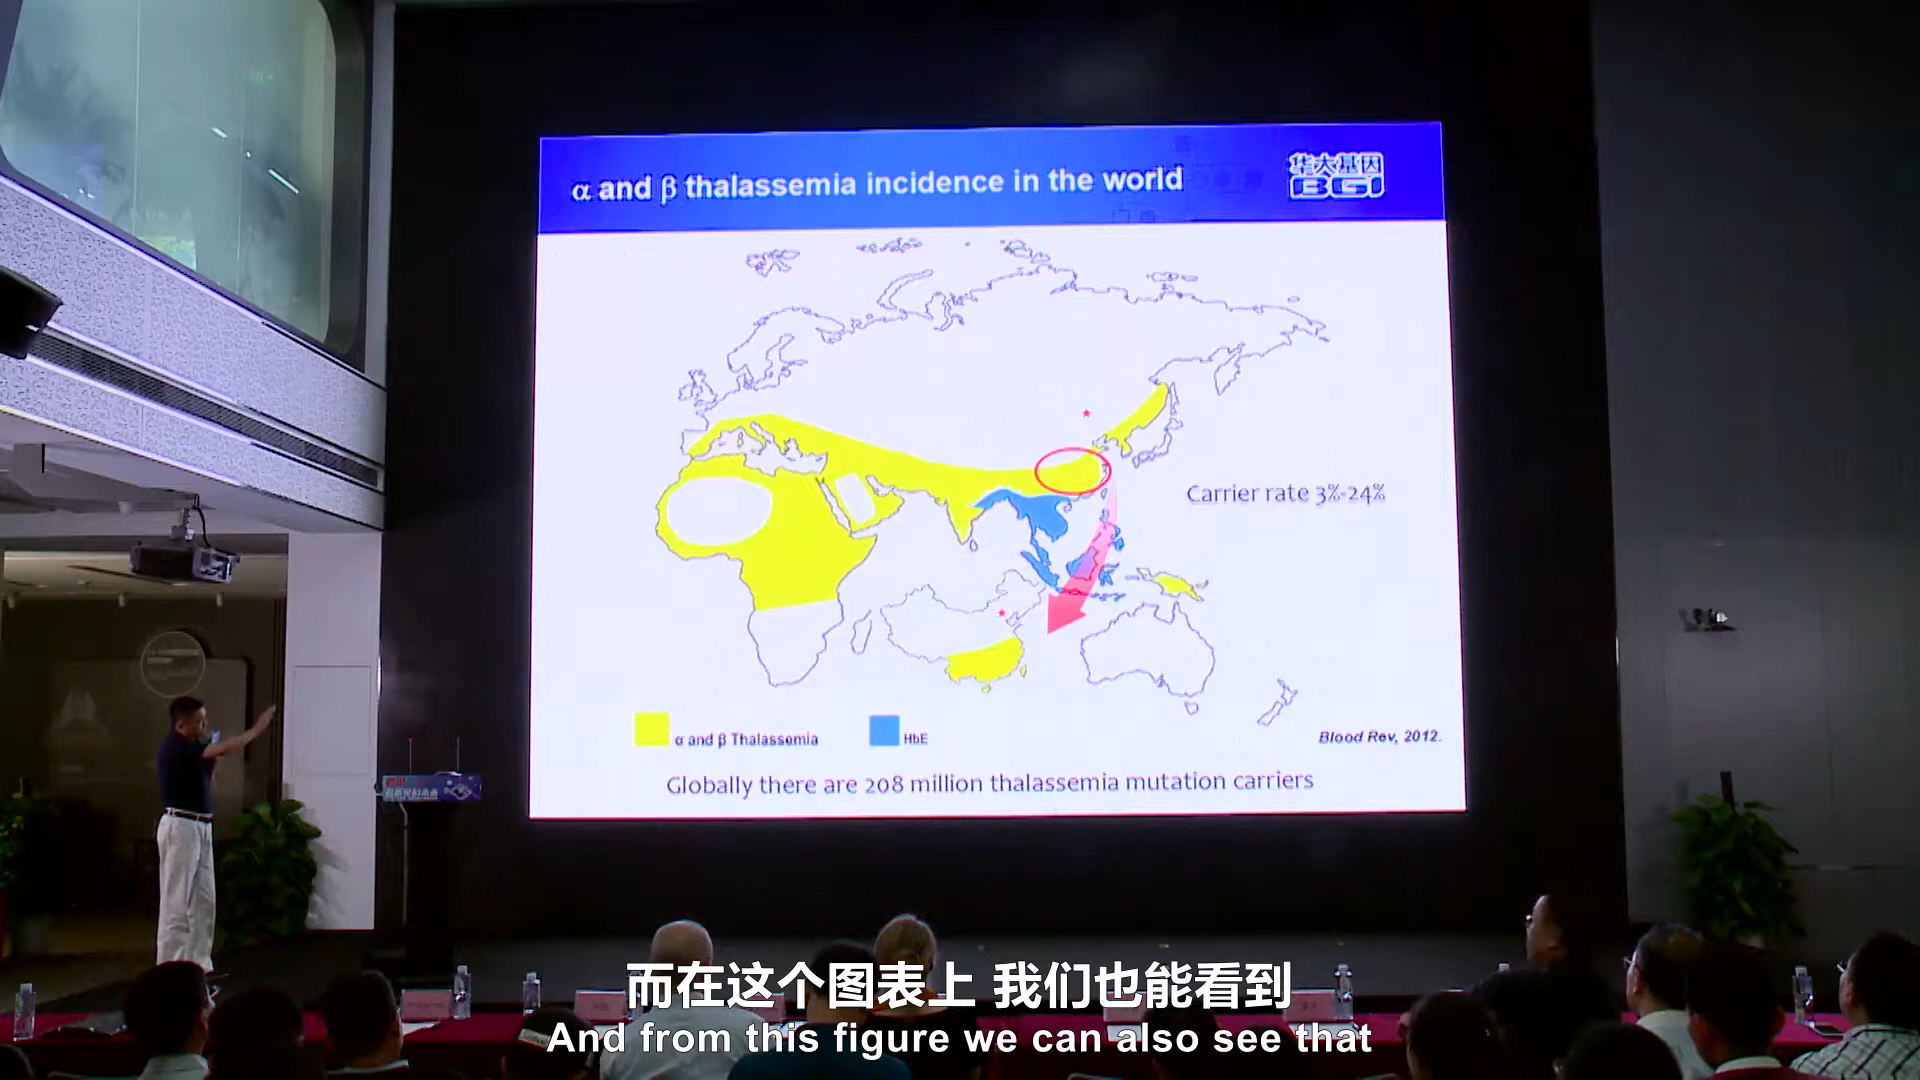 α and β thalassemia incidence in the world
华大基因
BGI
Carrier rate 3%-24%
α and β Thalassemia
HbE
Blood Rev, 2012.
Globally there are 208 million thalassemia mutation carriers
而在这个图表上 我们也能看到
And from this figure we can also see that